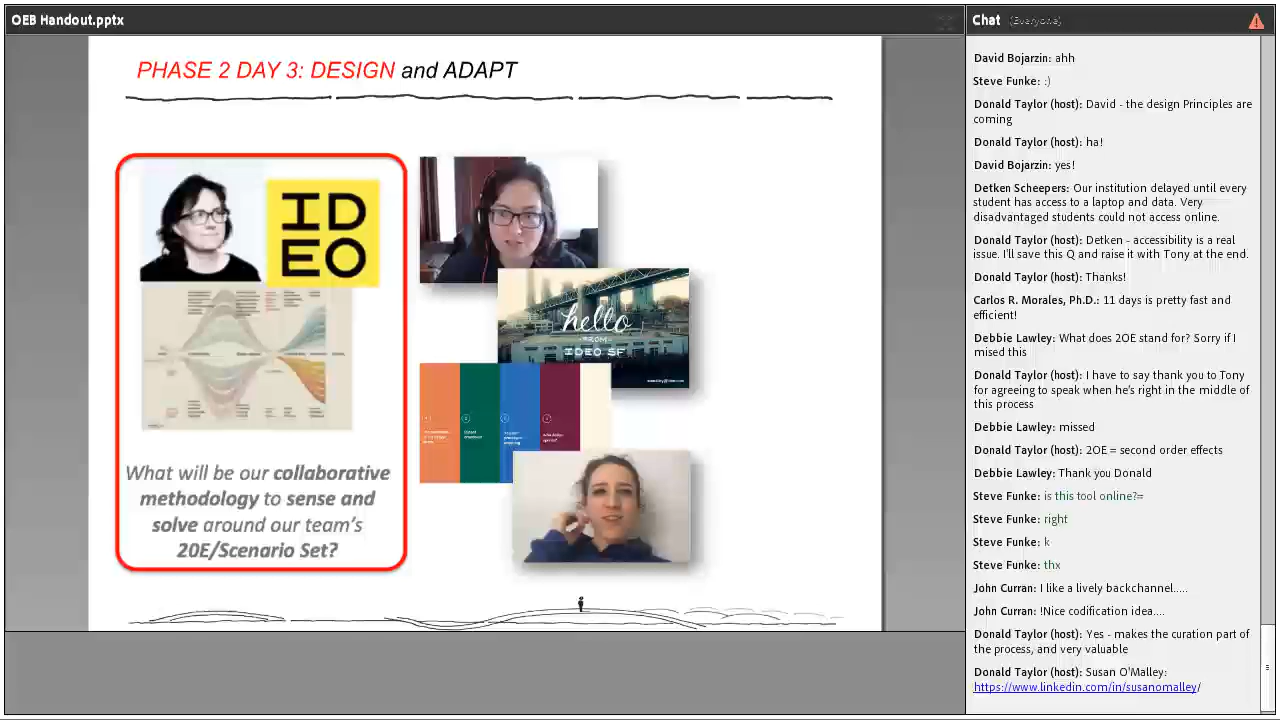 OEB Handout.pptx
PHASE 2 DAY 3: DESIGN and ADAPT
ID
EO
What will be our collaborative
methodology to sense and
solve around our team's
20E/Scenario Set?
hello
FROM
IDEO SF
Chat (Everyone)
David Bojarzin: ahh
Steve Funke: :)
Donald Taylor (host): David - the design Principles are
coming
Donald Taylor (host): ha!
David Bojarzin: yes!
Detken Scheepers: Our institution delayed until every
student has access to a laptop and data. Very
disadvantaged students could not access online.
Donald Taylor (host): Detken - accessibility is a real
issue. I'll save this Q and raise it with Tony at the end.
Donald Taylor (host): Thanks!
Carlos R. Morales, Ph.D.: 11 days is pretty fast and
efficient!
Debbie Lawley: What does 2OE stand for? Sorry if i
mised this
Donald Taylor (host): I have to say thank you to Tony
for agreeing to speak when he's right in the middle of
this process
Debbie Lawley: missed
Donald Taylor (host): 2OE = second order effects
Debbie Lawley: Thank you Donald
Steve Funke: is this tool online?=
Steve Funke: right
Steve Funke: k
Steve Funke: thx
John Curran: I like a lively backchannel.....
John Curran: !Nice codification idea....
Donald Taylor (host): Yes - makes the curation part of
the process, and very valuable
Donald Taylor (host): Susan O'Malley:
https://www.linkedin.com/in/susanomalley/